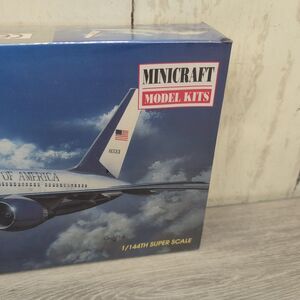 MINICRAFT
MODEL KITS
OF AMERICA
1/144TH SUPER SCALE